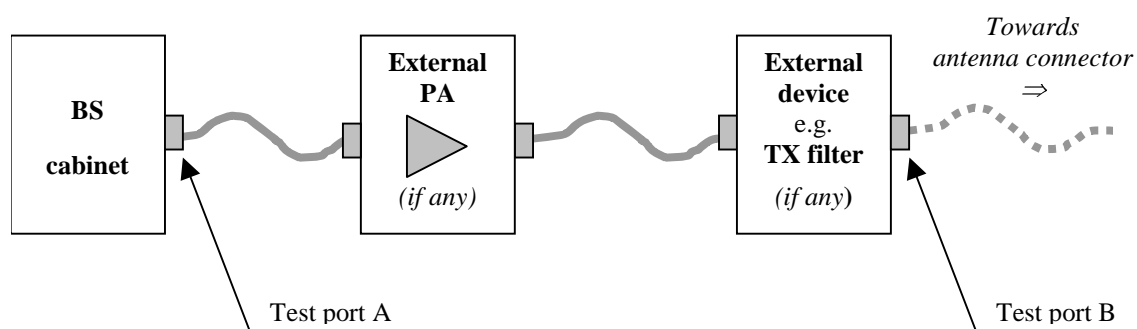 BS
cabinet
External
PA
(if any)
External
device
e.g.
TX filter
(if any)
Towards
antenna connector
⇒
Test port A
Test port B